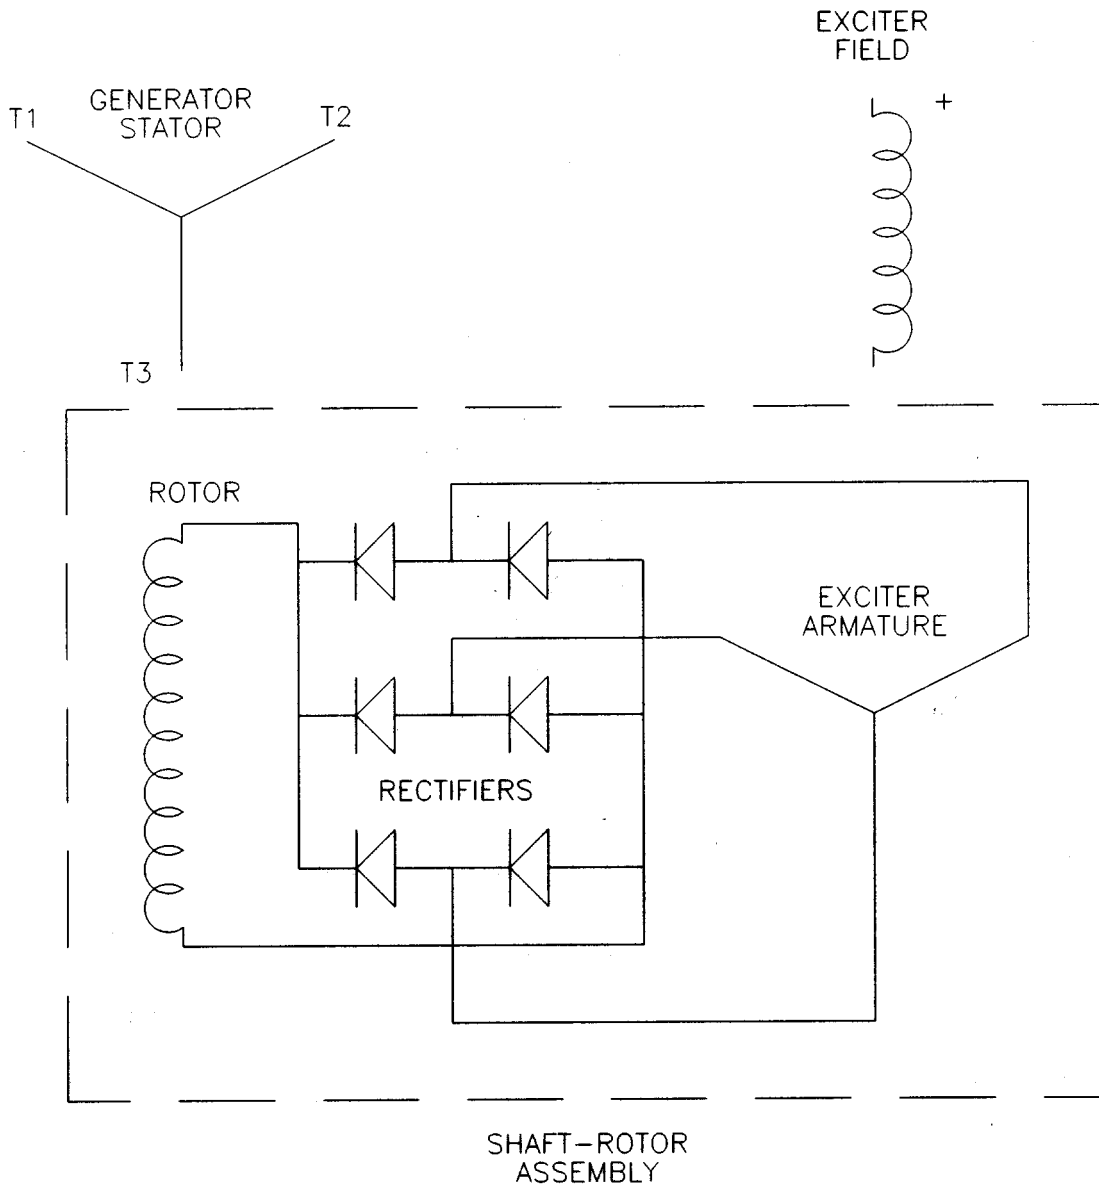 EXCITER
FIELD
+
GENERATOR
STATOR
T1
T2
T3
ROTOR
EXCITER
ARMATURE
RECTIFIERS
SHAFT-ROTOR
ASSEMBLY